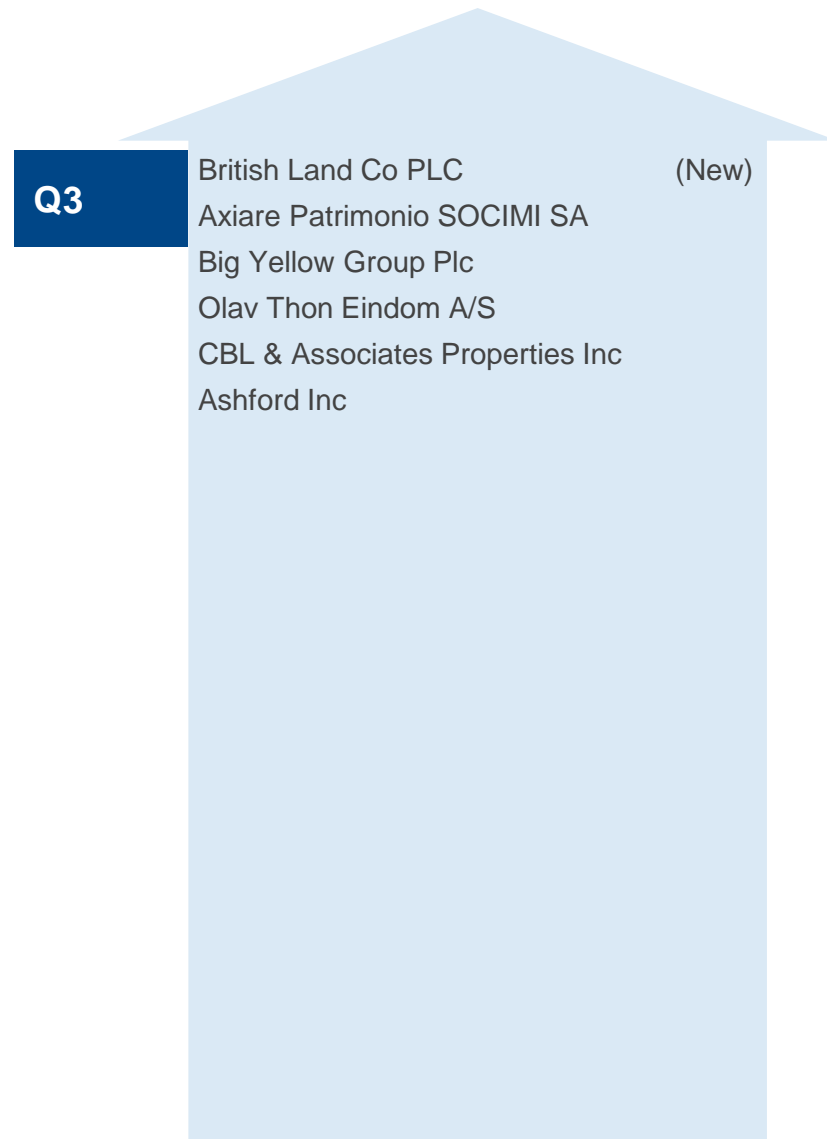 Q3
British Land Co PLC (New)
Axiare Patrimonio SOCIMI SA
Big Yellow Group Plc
Olav Thon Eindom A/S
CBL & Associates Properties Inc
Ashford Inc